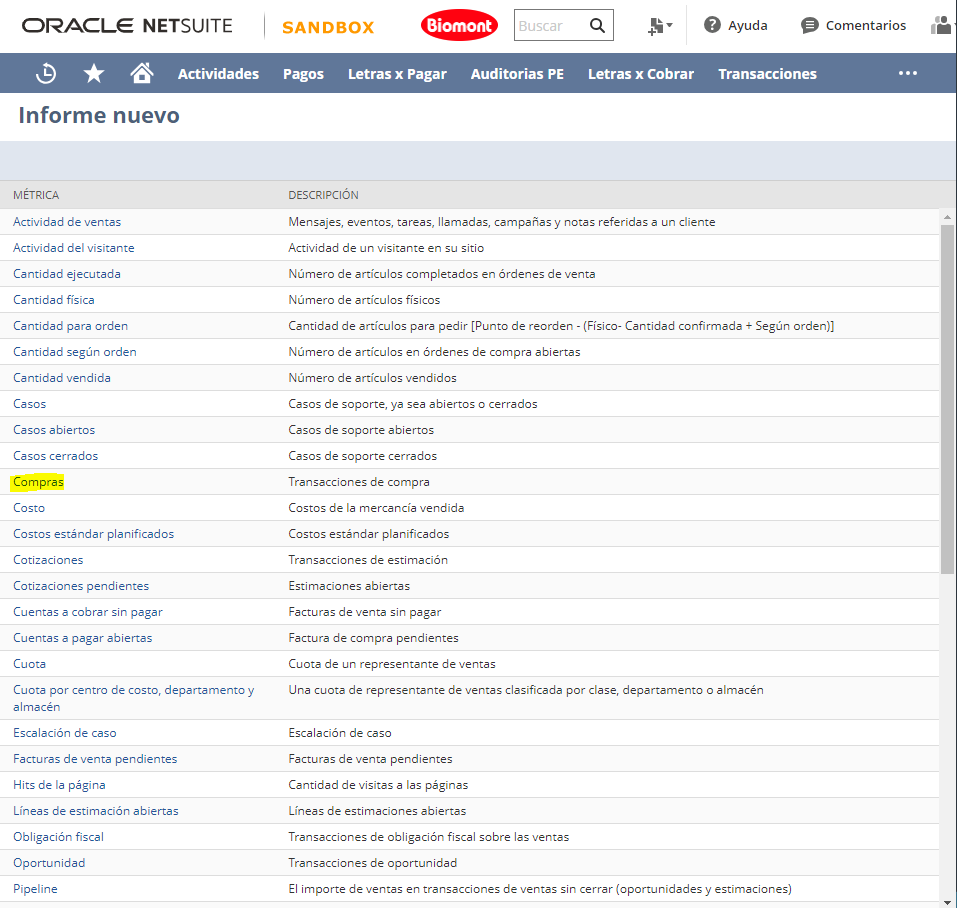 ORACLE NETSUITE SANDBOX Biomont Buscar Ayuda Comentarios
Actividades Pagos Letras x Pagar Auditorias PE Letras x Cobrar Transacciones
Informe nuevo
MÉTRICA DESCRIPCIÓN
Actividad de ventas Mensajes, eventos, tareas, llamadas, campañas y notas referidas a un cliente
Actividad del visitante Actividad de un visitante en su sitio
Cantidad ejecutada Número de artículos completados en órdenes de venta
Cantidad física Número de artículos físicos
Cantidad para orden Cantidad de artículos para pedir [Punto de reorden - (Físico- Cantidad confirmada + Según orden)]
Cantidad según orden Número de artículos en órdenes de compra abiertas
Cantidad vendida Número de artículos vendidos
Casos Casos de soporte, ya sea abiertos o cerrados
Casos abiertos Casos de soporte abiertos
Casos cerrados Casos de soporte cerrados
Compras Transacciones de compra
Costo Costos de la mercancía vendida
Costos estándar planificados Costos estándar planificados
Cotizaciones Transacciones de estimación
Cotizaciones pendientes Estimaciones abiertas
Cuentas a cobrar sin pagar Facturas de venta sin pagar
Cuentas a pagar abiertas Factura de compra pendientes
Cuota Cuota de un representante de ventas
Cuota por centro de costo, departamento y Una cuota de representante de ventas clasificada por clase, departamento o almacén
almacén
Escalación de caso Escalación de caso
Facturas de venta pendientes Facturas de venta pendientes
Hits de la página Cantidad de visitas a las páginas
Líneas de estimación abiertas Líneas de estimaciones abiertas
Obligación fiscal Transacciones de obligación fiscal sobre las ventas
Oportunidad Transacciones de oportunidad
Pipeline El importe de ventas en transacciones de ventas sin cerrar (oportunidades y estimaciones)